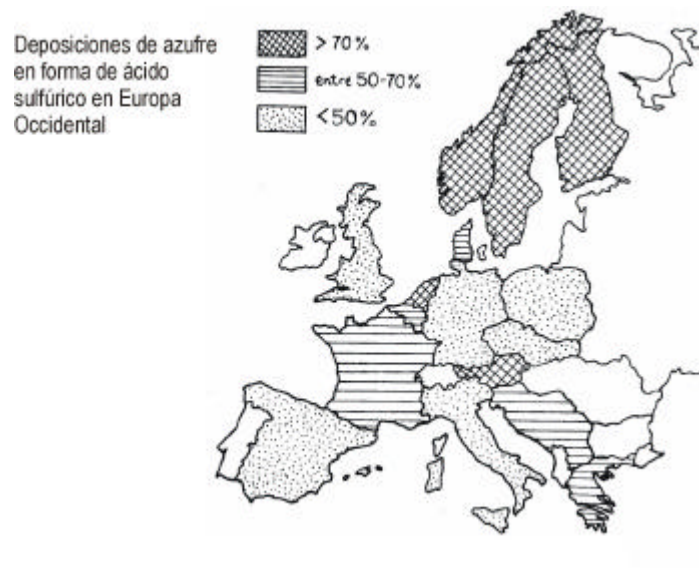 Deposiciones de azufre
en forma de ácido
sulfúrico en Europa
Occidental
> 70 %
entre 50-70%
< 50 %